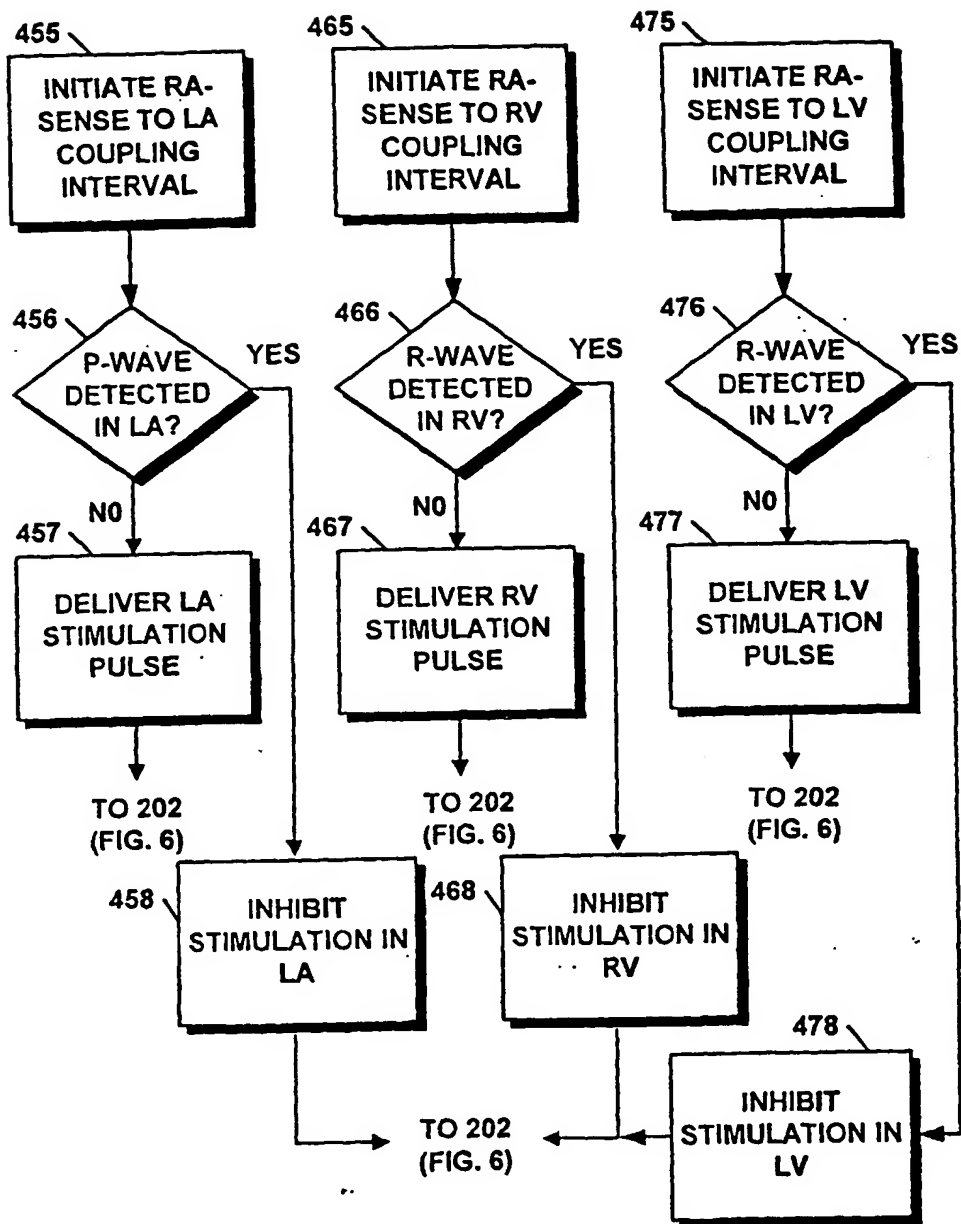 455
INITIATE RA-
SENSE TO LA
COUPLING
INTERVAL
465
INITIATE RA-
SENSE TO RV
COUPLING
INTERVAL
475
INITIATE RA-
SENSE TO LV
COUPLING
INTERVAL
456
P-WAVE
DETECTED
IN LA?
YES
NO
466
R-WAVE
DETECTED
IN RV?
YES
NO
476
R-WAVE
DETECTED
IN LV?
YES
NO
457
DELIVER LA
STIMULATION
PULSE
467
DELIVER RV
STIMULATION
PULSE
477
DELIVER LV
STIMULATION
PULSE
TO 202
(FIG. 6)
TO 202
(FIG. 6)
TO 202
(FIG. 6)
458
INHIBIT
STIMULATION IN
LA
468
INHIBIT
STIMULATION IN
RV
478
INHIBIT
STIMULATION IN
LV
TO 202
(FIG. 6)